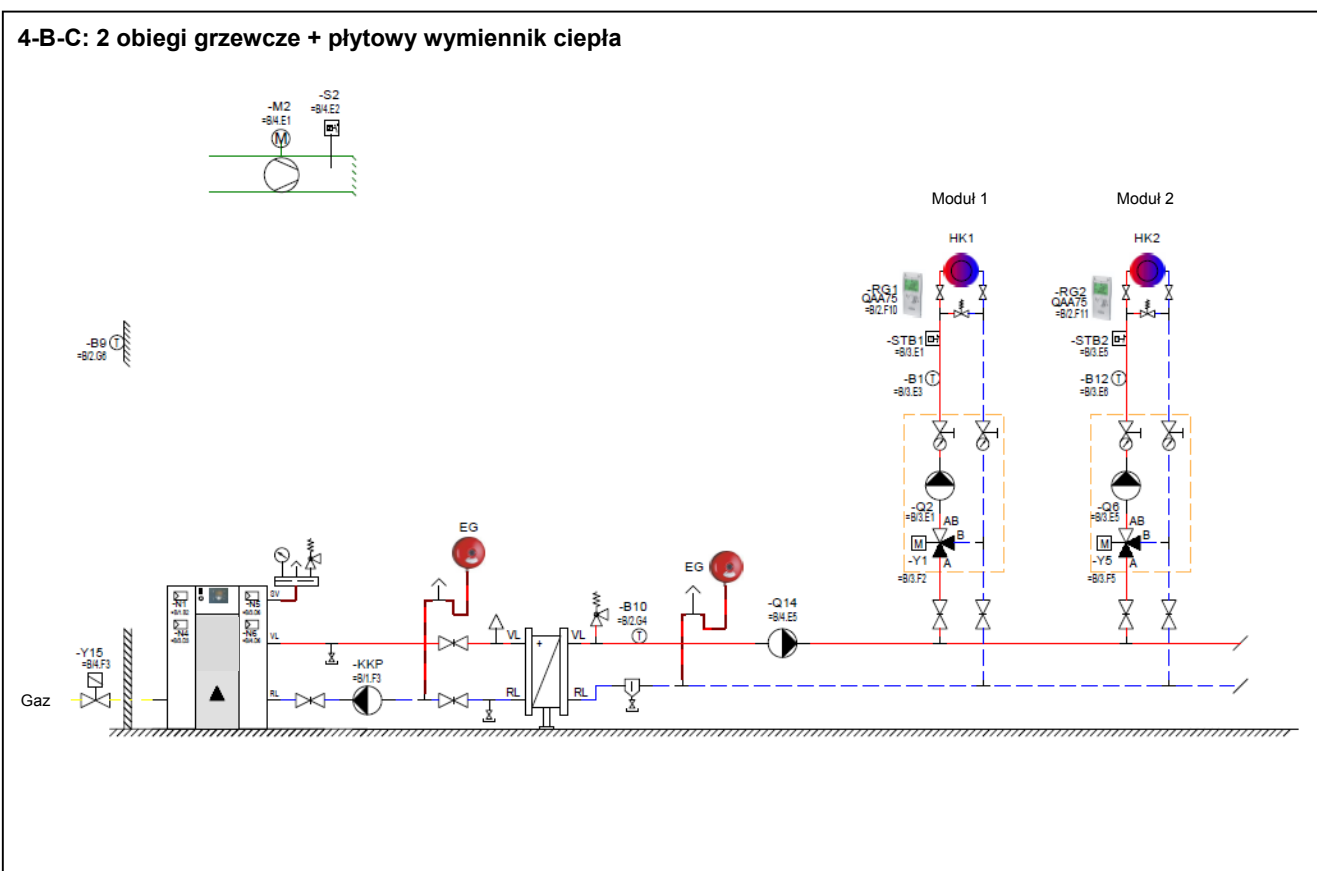 4-B-C: 2 obiegi grzewcze + płytowy wymiennik ciepła
-M2
=B/4.E1
M
-S2
=B/4.E2
Moduł 1
Moduł 2
HK1
HK2
-RG1
QAA75
=B/2.F10
-RG2
QAA75
=B/2.F11
-B9
=B/2.G6
T
-STB1
=B/3.E1
-STB2
=B/3.E5
-B1
=B/3.E3
T
-B12
=B/3.E6
T
-Q2
=B/3.E1
AB
B
M
-Y1
A
=B/3.F2
-Q6
=B/3.E5
AB
B
M
-Y5
A
=B/3.F5
EG
EG
-N1
-N5
-N4
-N6
SV
VL
RL
-Y15
=B/4.F3
Gaz
-KKP
=B/1.F3
VL
+
VL
RL
RL
-B10
=B/2.G4
T
-Q14
=B/4.E5